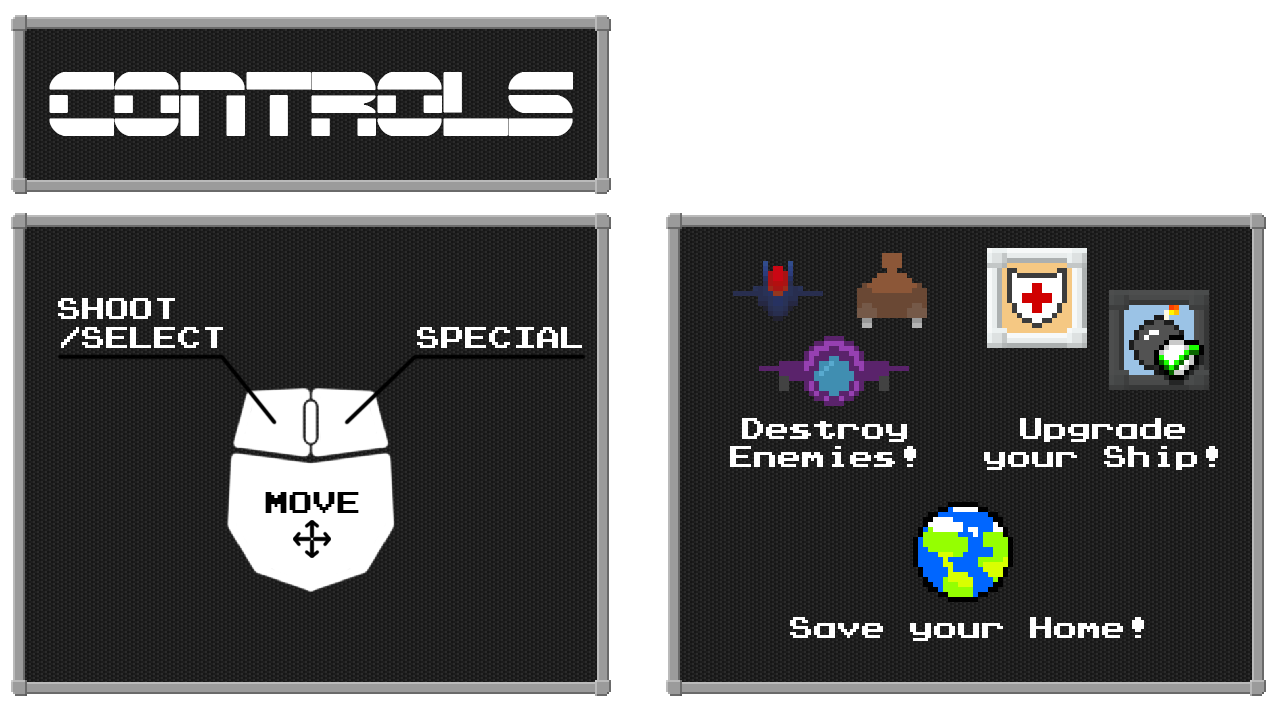 CONTROLS
SHOOT
/SELECT
SPECIAL
MOVE
Destroy
Enemies!
Upgrade
your Ship!
Save your Home!